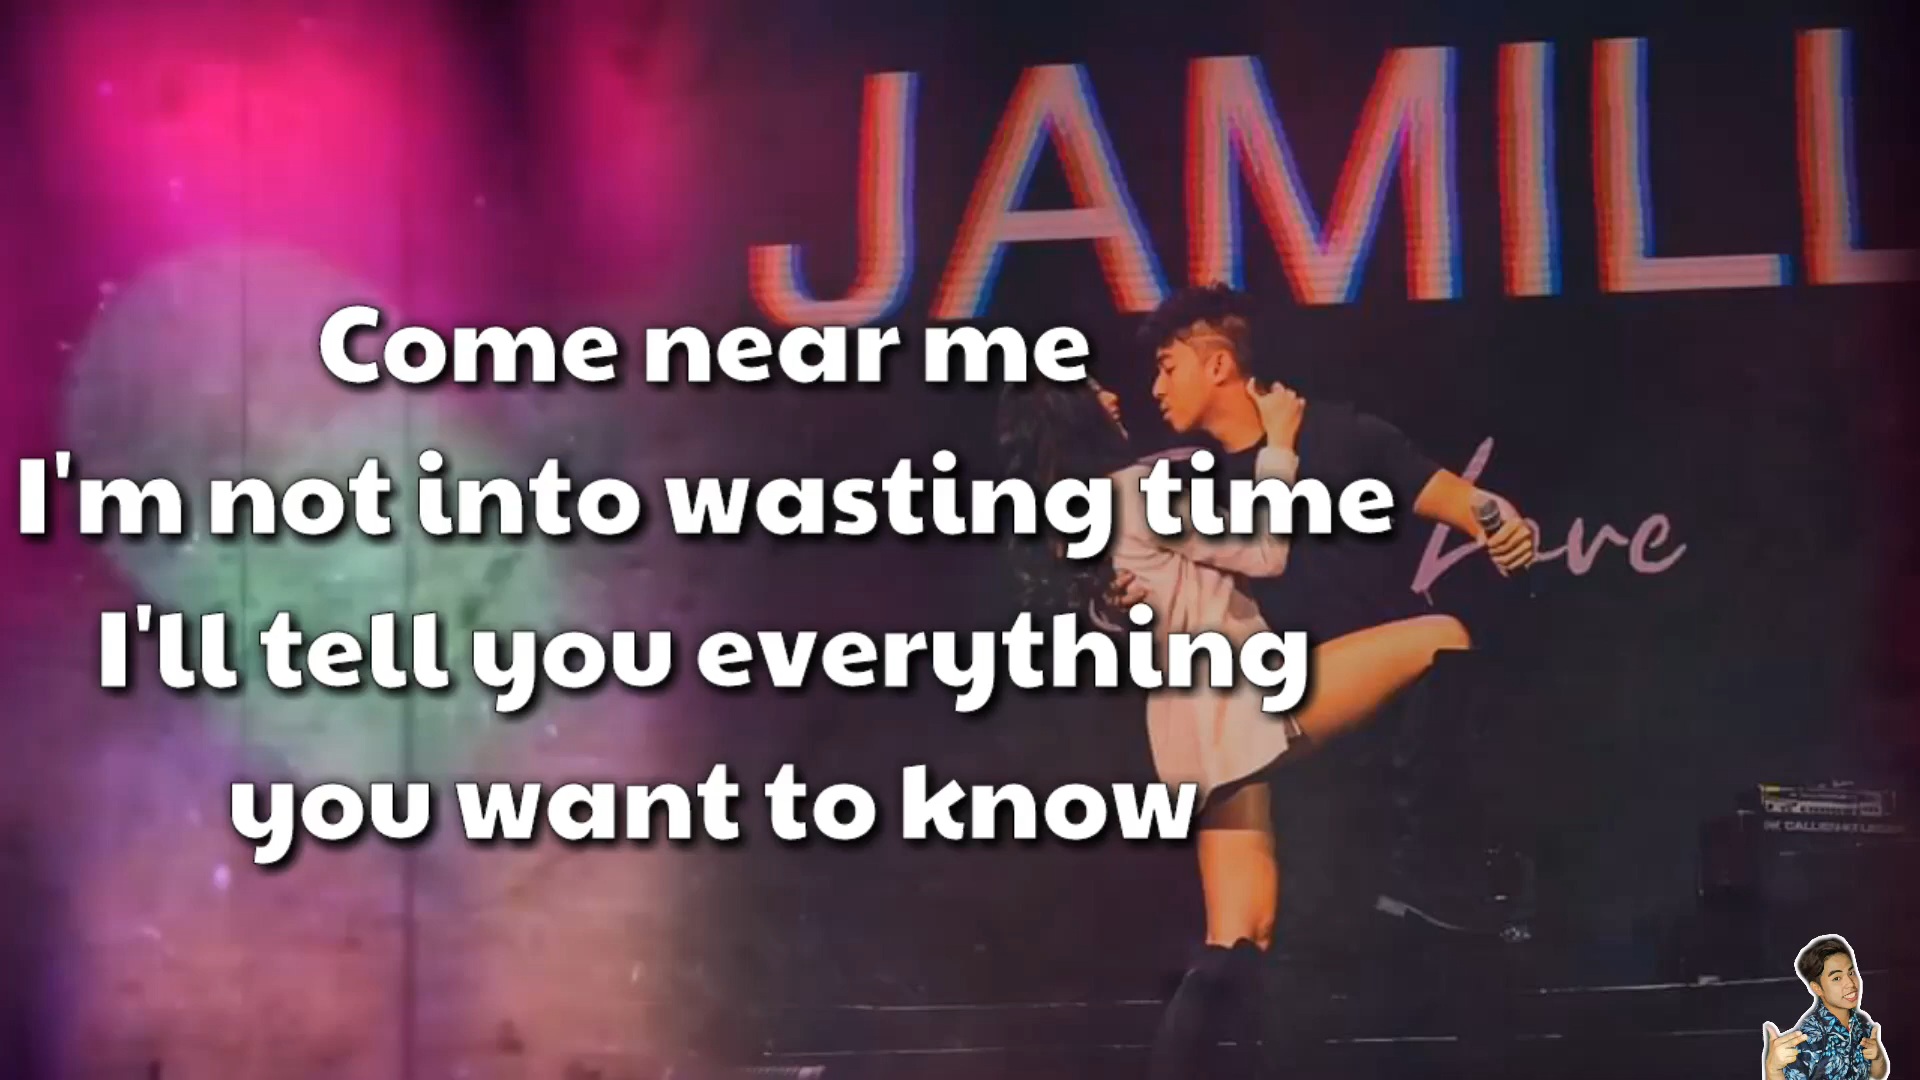 JAMILL
Come near me
I'm not into wasting time
Love
I'll tell you everything
you want to know